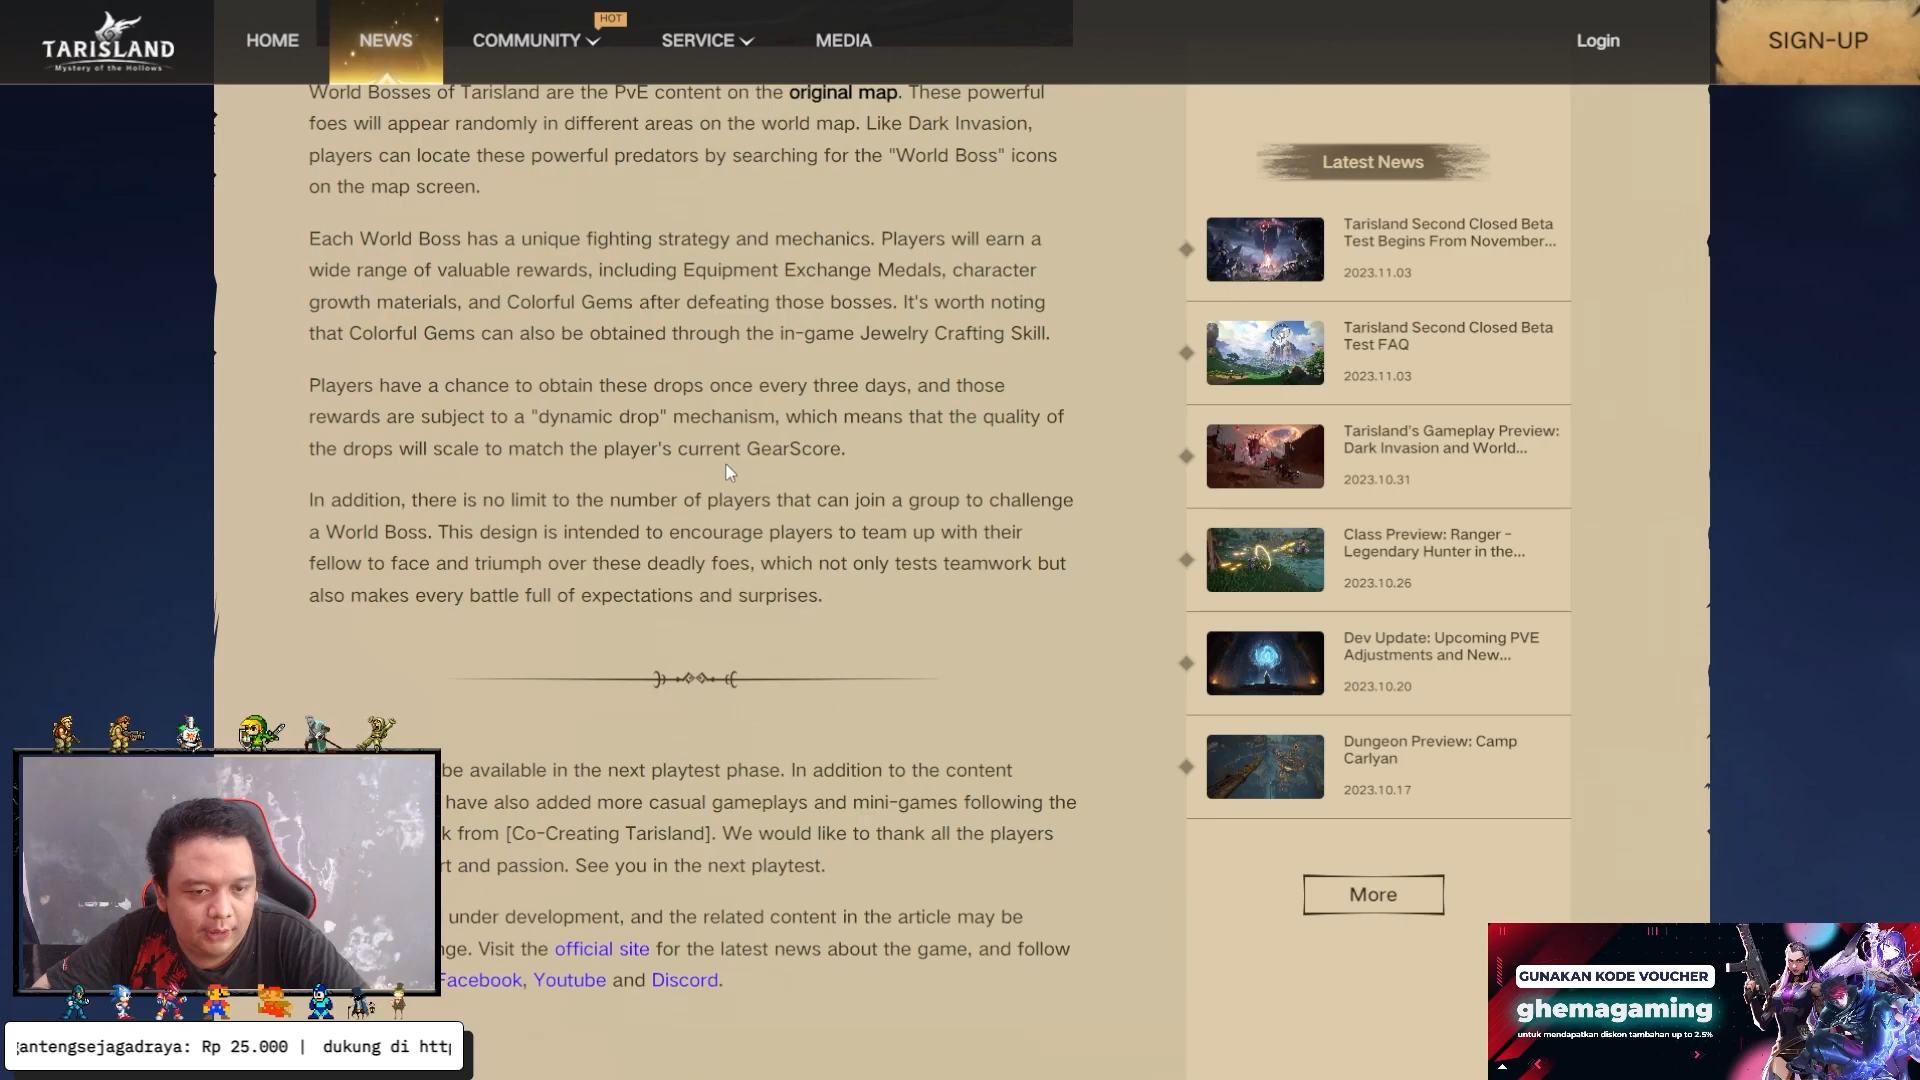 TARISLAND
Mystery of the Hollows
HOME
NEWS
COMMUNITY
HOT
SERVICE
MEDIA
Login
SIGN-UP
World Bosses of Tarisland are the PvE content on the original map. These powerful
foes will appear randomly in different areas on the world map. Like Dark Invasion,
players can locate these powerful predators by searching for the "World Boss" icons
on the map screen.
Each World Boss has a unique fighting strategy and mechanics. Players will earn a
wide range of valuable rewards, including Equipment Exchange Medals, character
growth materials, and Colorful Gems after defeating those bosses. It's worth noting
that Colorful Gems can also be obtained through the in-game Jewelry Crafting Skill.
Players have a chance to obtain these drops once every three days, and those
rewards are subject to a "dynamic drop" mechanism, which means that the quality of
the drops will scale to match the player's current GearScore.
In addition, there is no limit to the number of players that can join a group to challenge
a World Boss. This design is intended to encourage players to team up with their
fellow to face and triumph over these deadly foes, which not only tests teamwork but
also makes every battle full of expectations and surprises.
be available in the next playtest phase. In addition to the content
have also added more casual gameplays and mini-games following the
k from [Co-Creating Tarisland]. We would like to thank all the players
rt and passion. See you in the next playtest.
under development, and the related content in the article may be
nge. Visit the official site for the latest news about the game, and follow
Facebook, Youtube and Discord.
Latest News
Tarisland Second Closed Beta
Test Begins From November...
2023.11.03
Tarisland Second Closed Beta
Test FAQ
2023.11.03
Tarisland's Gameplay Preview:
Dark Invasion and World...
2023.10.31
Class Preview: Ranger -
Legendary Hunter in the...
2023.10.26
Dev Update: Upcoming PVE
Adjustments and New...
2023.10.20
Dungeon Preview: Camp
Carlyan
2023.10.17
More
gantengsejagadraya: Rp 25.000 | dukung di http
GUNAKAN KODE VOUCHER
ghemagaming
untuk mendapatkan diskon tambahan up to 2.5%